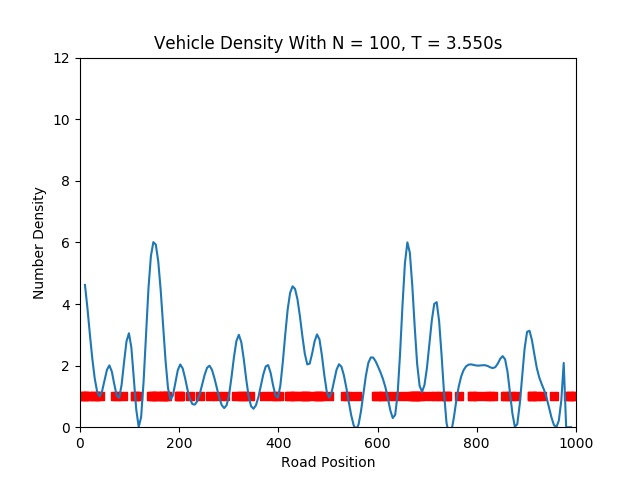 Vehicle Density With N = 100, T = 3.550s
12
10
8
6
4
2
0
Number Density
0 200 400 600 800 1000
Road Position